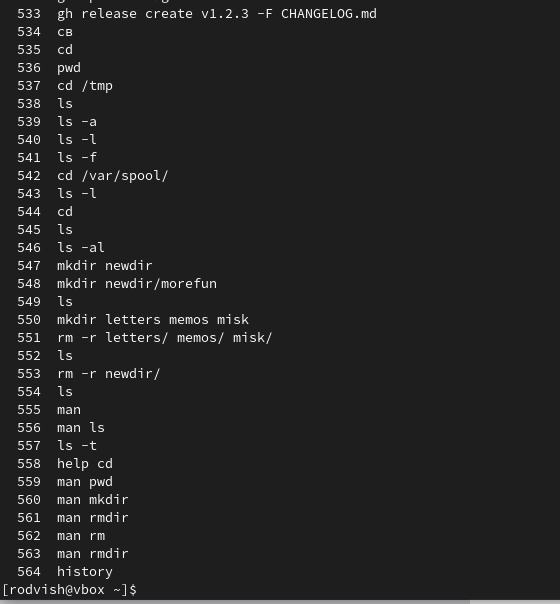 533 gh release create v1.2.3 -F CHANGELOG.md
534 св
535 cd
536 pwd
537 cd /tmp
538 ls
539 ls -a
540 ls -l
541 ls -f
542 cd /var/spool/
543 ls -l
544 cd
545 ls
546 ls -al
547 mkdir newdir
548 mkdir newdir/morefun
549 ls
550 mkdir letters memos misk
551 rm -r letters/ memos/ misk/
552 ls
553 rm -r newdir/
554 ls
555 man
556 man ls
557 ls -t
558 help cd
559 man pwd
560 man mkdir
561 man rmdir
562 man rm
563 man rmdir
564 history
[rodvish@vbox ~]$